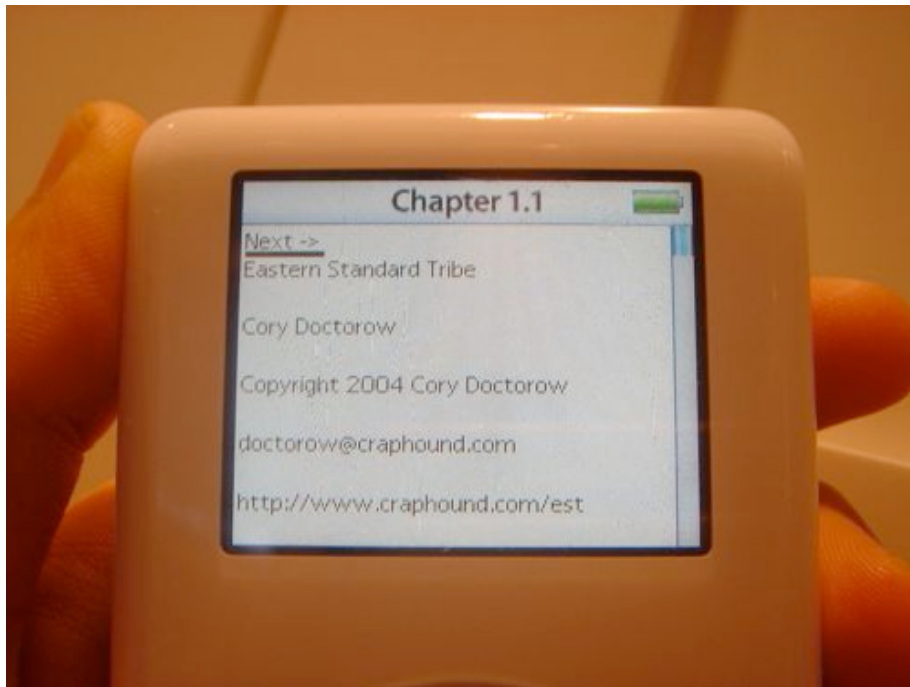 Chapter 1.1
Next ->
Eastern Standard Tribe
Cory Doctorow
Copyright 2004 Cory Doctorow
doctorow@craphound.com
http://www.craphound.com/est